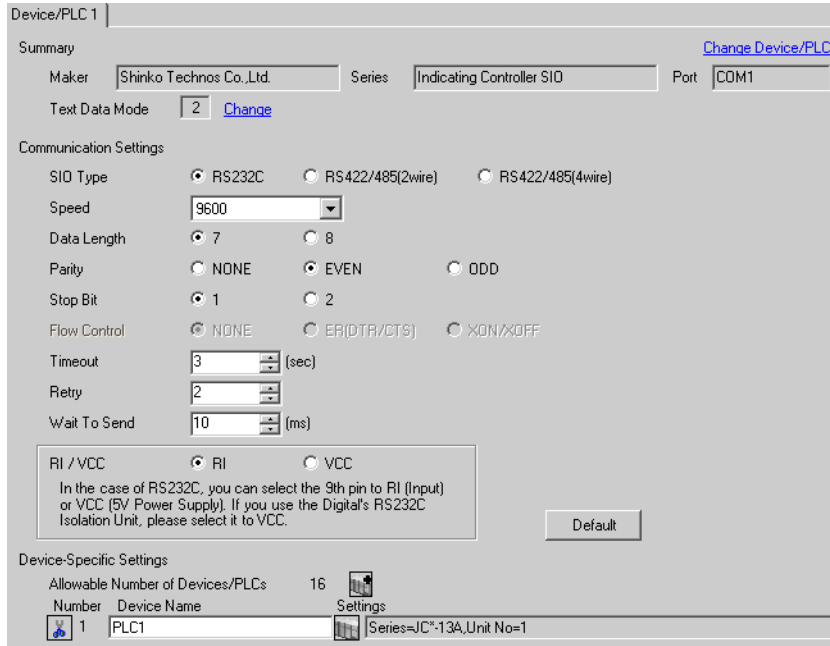 Device/PLC 1
Summary Change Device/PLC
Maker Shinko Technos Co.,Ltd. Series Indicating Controller SIO Port COM1
Text Data Mode 2 Change
Communication Settings
SIO Type RS232C RS422/485(2wire) RS422/485(4wire)
Speed 9600
Data Length 7 8
Parity NONE EVEN ODD
Stop Bit 1 2
Flow Control NONE ER(DTR/CTS) XON/XOFF
Timeout 3 (sec)
Retry 2
Wait To Send 10 (ms)
RI / VCC RI VCC
In the case of RS232C, you can select the 9th pin to RI (Input)
or VCC (5V Power Supply). If you use the Digital's RS232C
Isolation Unit, please select it to VCC.
Default
Device-Specific Settings
Allowable Number of Devices/PLCs 16
Number Device Name Settings
1 PLC1 Series=JC*-13A,Unit No=1